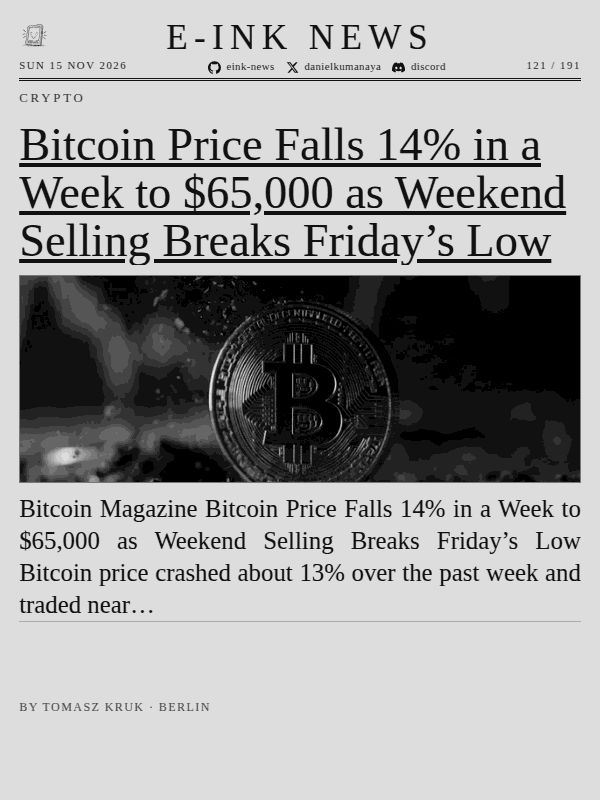 E-INK NEWS
SUN 15 NOV 2026
eink-news danielkumanaya discord
121 / 191
CRYPTO
Bitcoin Price Falls 14% in a
Week to $65,000 as Weekend
Selling Breaks Friday’s Low
Bitcoin Magazine Bitcoin Price Falls 14% in a Week to
$65,000 as Weekend Selling Breaks Friday’s Low
Bitcoin price crashed about 13% over the past week and
traded near…
BY TOMASZ KRUK · BERLIN